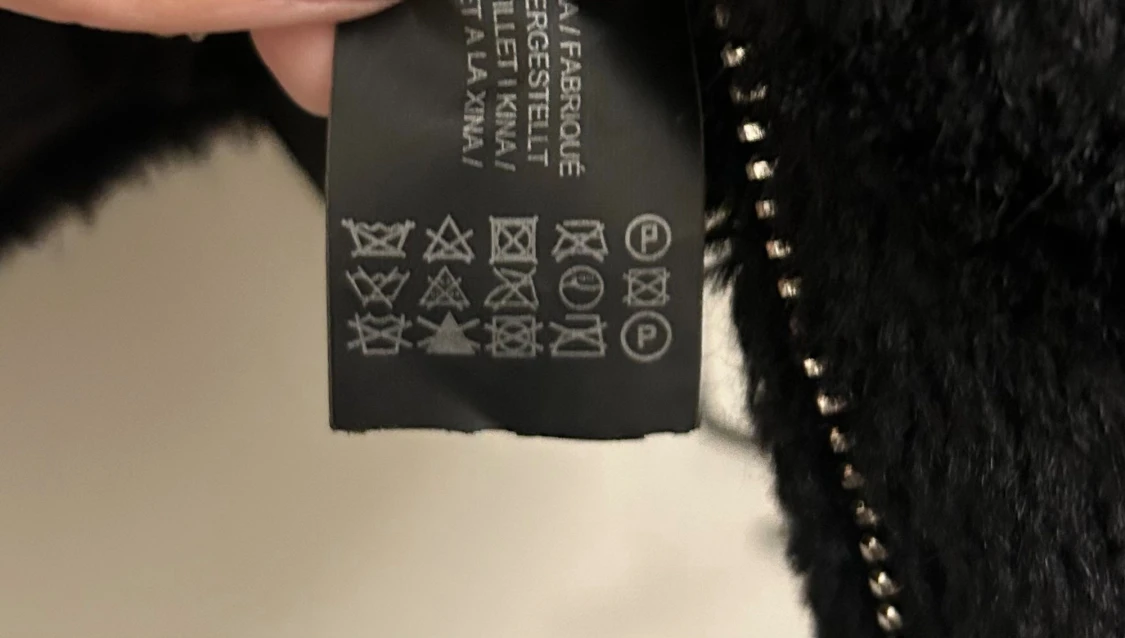 FABRIQUÉ
ERGESTELLT
ILLET I KINA /
ET A LA XINA /
P
P